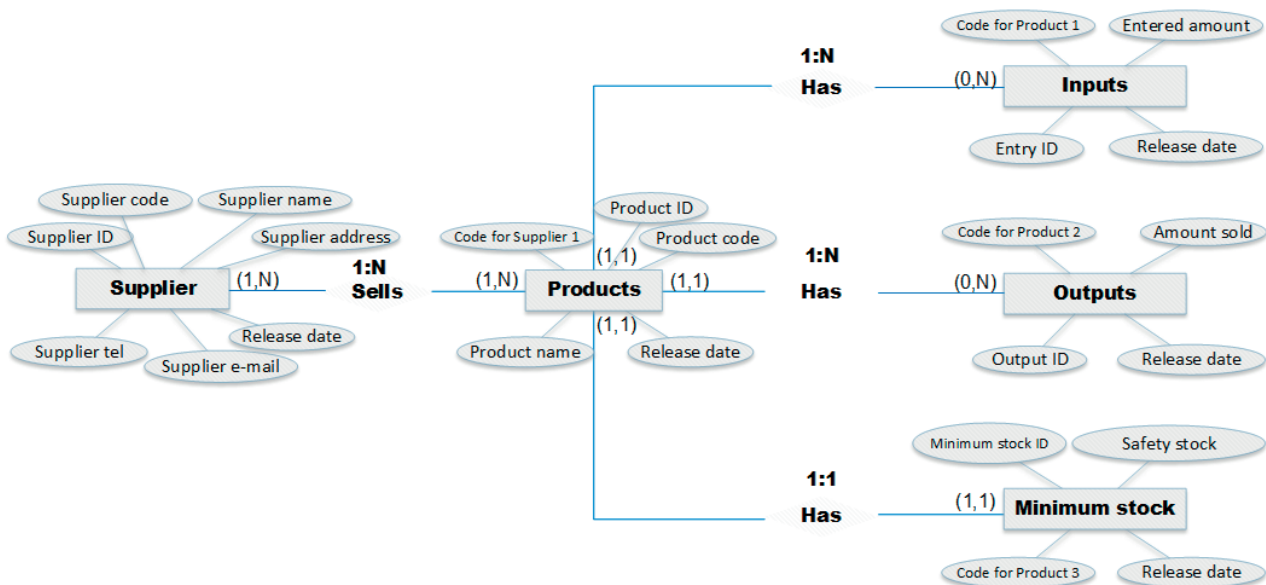 Code for Product 1
Entered amount
1:N
Has
(0,N)
Inputs
Entry ID
Release date
Supplier code
Supplier name
Supplier ID
Supplier address
Supplier
(1,N)
1:N
Sells
Supplier tel
Supplier e-mail
Release date
Product ID
Code for Supplier 1
Product code
(1,1)
(1,N)
Products
(1,1)
(1,1)
Product name
Release date
1:N
Has
Code for Product 2
Amount sold
(0,N)
Outputs
Output ID
Release date
1:1
Has
Minimum stock ID
Safety stock
(1,1)
Minimum stock
Code for Product 3
Release date